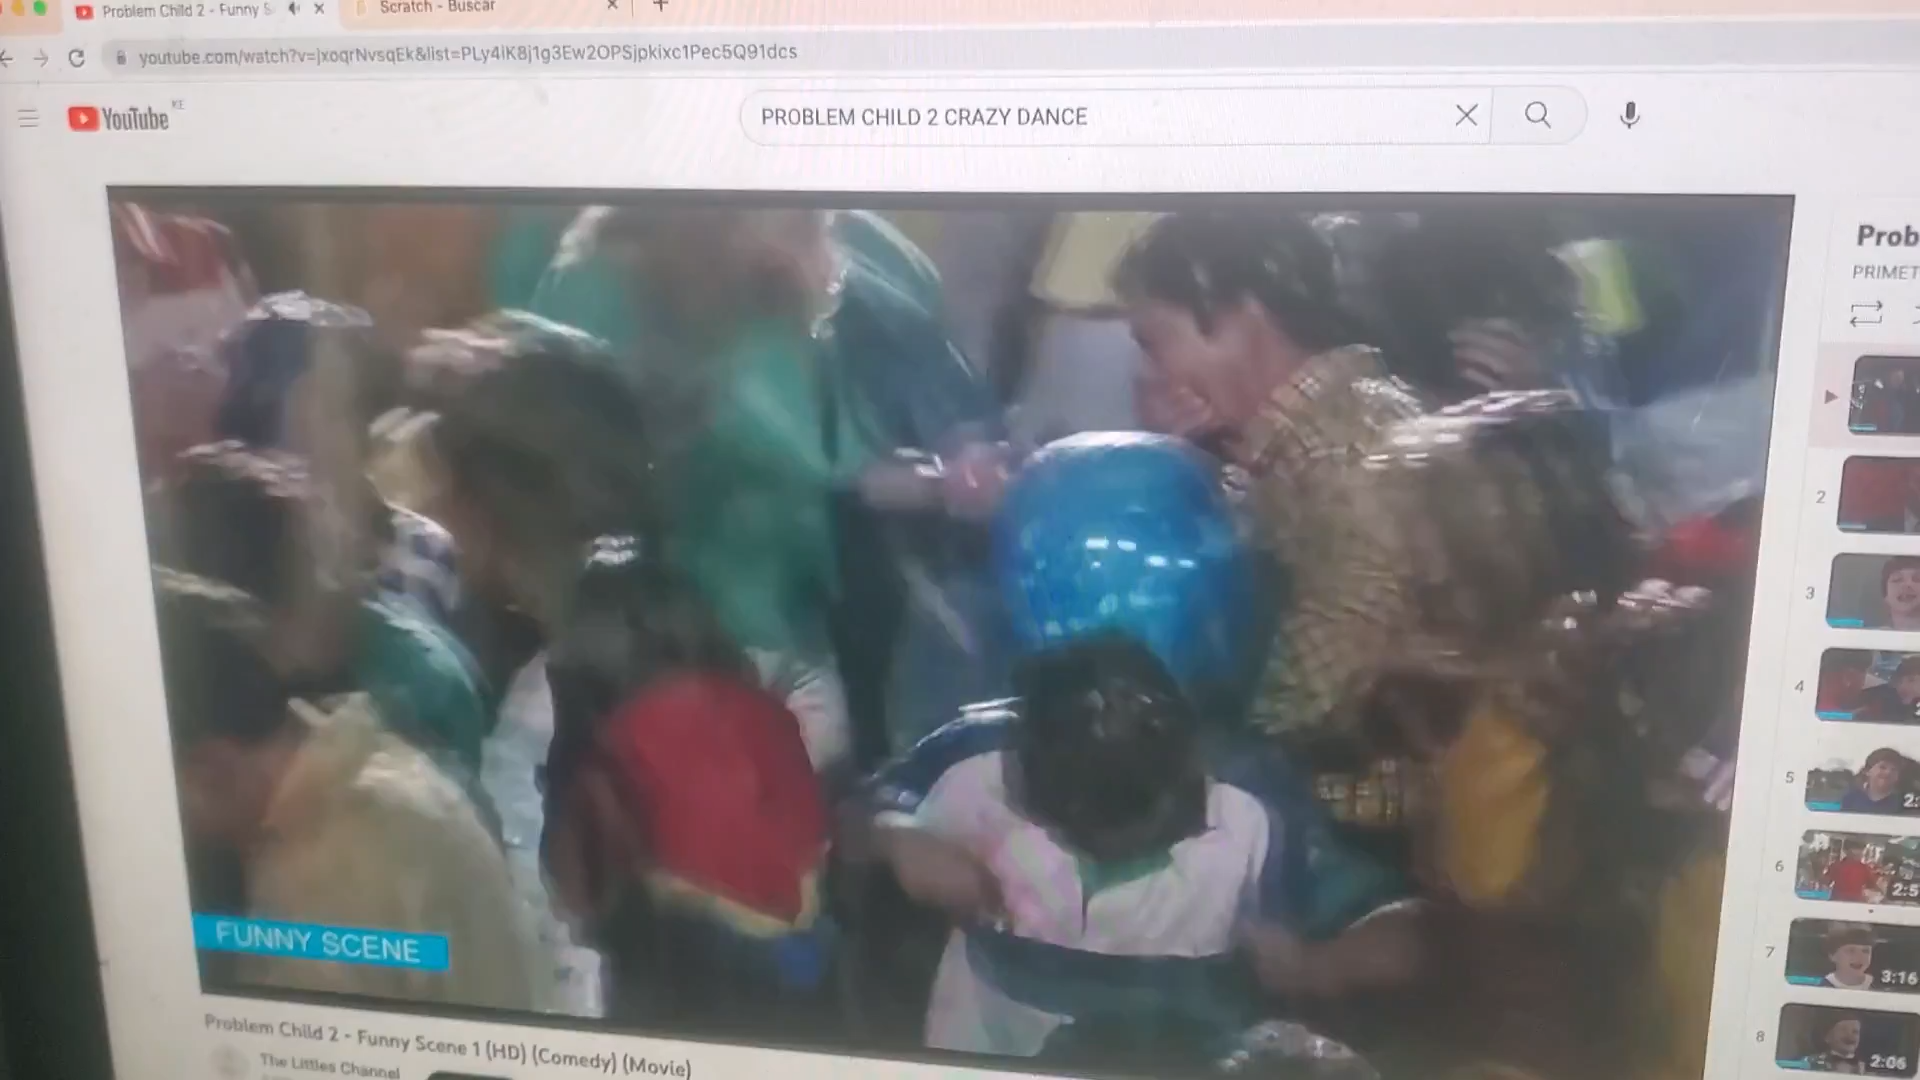 Problem Child 2 - Funny S
Scratch - Buscar
youtube.com/watch?v=jxoqrNvsqEk&list=PLy4iK8j1g3Ew2OPSjpkixc1Pec5Q91dcs
YouTube KE
PROBLEM CHILD 2 CRAZY DANCE
Prob
PRIMET
2
3
4
5
2:
6
2:5
7
3:16
8
2:06
FUNNY SCENE
Problem Child 2 - Funny Scene 1 (HD) (Comedy) (Movie)
The Littles Channel